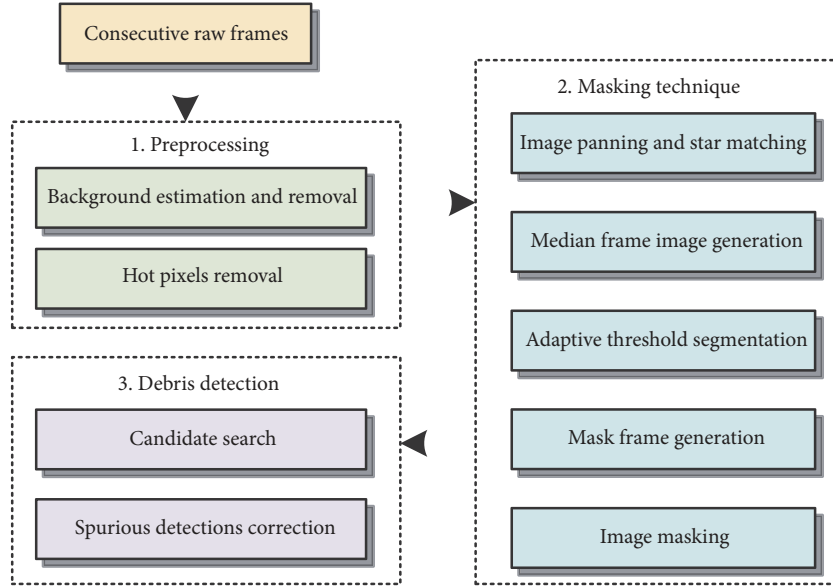 Consecutive raw frames
1. Preprocessing
Background estimation and removal
Hot pixels removal
2. Masking technique
Image panning and star matching
Median frame image generation
Adaptive threshold segmentation
Mask frame generation
Image masking
3. Debris detection
Candidate search
Spurious detections correction